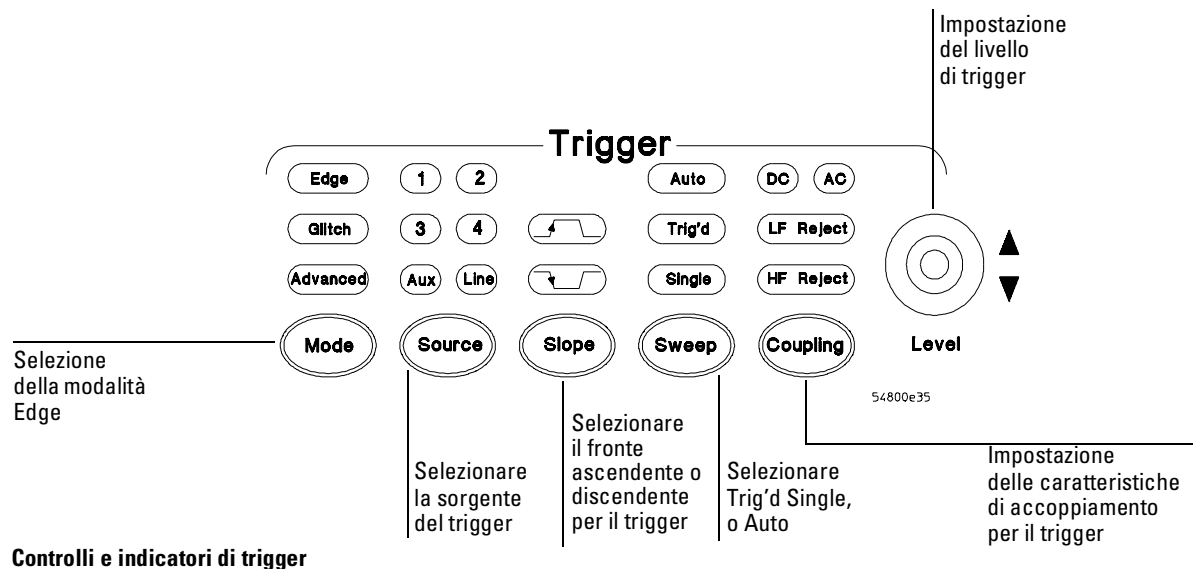 Impostazione
del livello
di trigger
Trigger
Edge 1 2 Auto DC AC
Glitch 3 4 Trig'd LF Reject
Advanced Aux Line Single HF Reject
Mode Source Slope Sweep Coupling Level
54800e35
Selezione
della modalità
Edge
Selezionare
la sorgente
del trigger
Selezionare
il fronte
ascendente o
discendente
per il trigger
Selezionare
Trig’d Single,
o Auto
Impostazione
delle caratteristiche
di accoppiamento
per il trigger
Controlli e indicatori di trigger